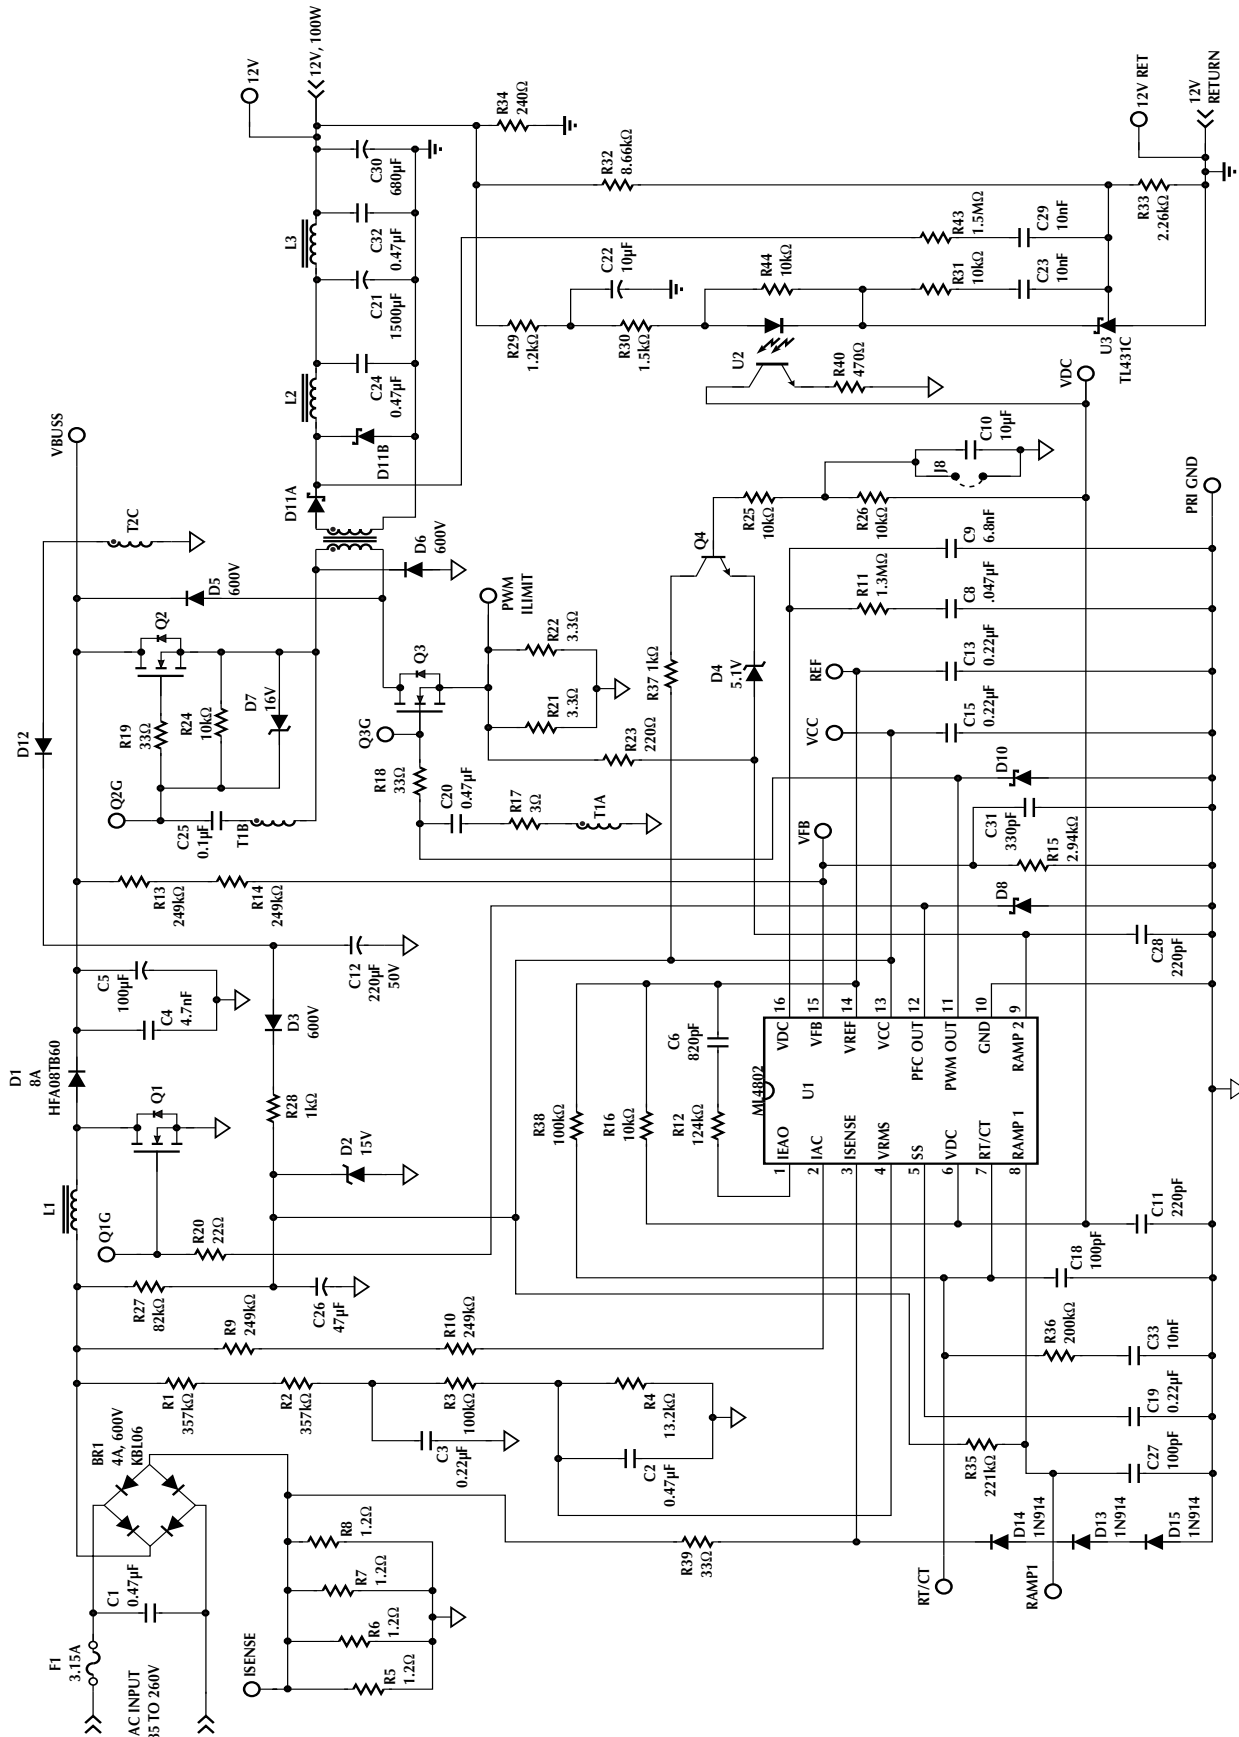 AC INPUT
85 TO 260V
F1
3.15A
C1
0.47µF
BR1
4A, 600V
KBL06
ISENSE
R5
1.2Ω
R6
1.2Ω
R7
1.2Ω
R8
1.2Ω
R1
357kΩ
R2
357kΩ
C3
0.22µF
R3
100kΩ
R4
13.2kΩ
C2
0.47µF
R9
249kΩ
R10
249kΩ
R27
82kΩ
C26
47µF
Q1G
R20
22Ω
L1
Q1
D1
8A
HFA08TB60
D2
15V
R28
1kΩ
D3
600V
C4
4.7nF
C5
100µF
C12
220µF
50V
R13
249kΩ
R14
249kΩ
D12
T2C
VBUSS
Q2G
C25
0.1µF
T1B
R19
33Ω
R24
10kΩ
D7
16V
Q2
D5
600V
D6
600V
Q3G
Q3
R18
33Ω
C20
0.47µF
R17
3Ω
T1A
PWM
ILIMIT
R21
3.3Ω
R22
3.3Ω
R23
220Ω
D11A
D11B
L2
C24
0.47µF
C21
1500µF
L3
C32
0.47µF
C30
680µF
12V
12V, 100W
R34
240Ω
R32
8.66kΩ
R29
1.2kΩ
C22
10µF
R30
1.5kΩ
R44
10kΩ
U2
R40
470Ω
R43
1.5MΩ
R31
10kΩ
C29
10nF
C23
10nF
U3
TL431C
R33
2.26kΩ
12V RET
12V
RETURN
VDC
Q4
R25
10kΩ
R26
10kΩ
J8
C10
10µF
R37 1kΩ
D4
5.1V
R11
1.3MΩ
C9
6.8nF
C8
.047µF
REF
C13
0.22µF
VCC
C15
0.22µF
D10
VFB
C31
330pF
R15
2.94kΩ
D8
C28
220pF
PRI GND
R38
100kΩ
R16
10kΩ
R12
124kΩ
C6
820pF
ML4802
U1
1 IEAO
2 IAC
3 ISENSE
4 VRMS
5 SS
6 VDC
7 RT/CT
8 RAMP 1
VDC 16
VFB 15
VREF 14
VCC 13
PFC OUT 12
PWM OUT 11
GND 10
RAMP 2 9
C11
220pF
C18
100pF
R36
200kΩ
C33
10nF
C19
0.22µF
R35
221kΩ
C27
100pF
R39
33Ω
D14
1N914
D13
1N914
D15
1N914
RT/CT
RAMP1